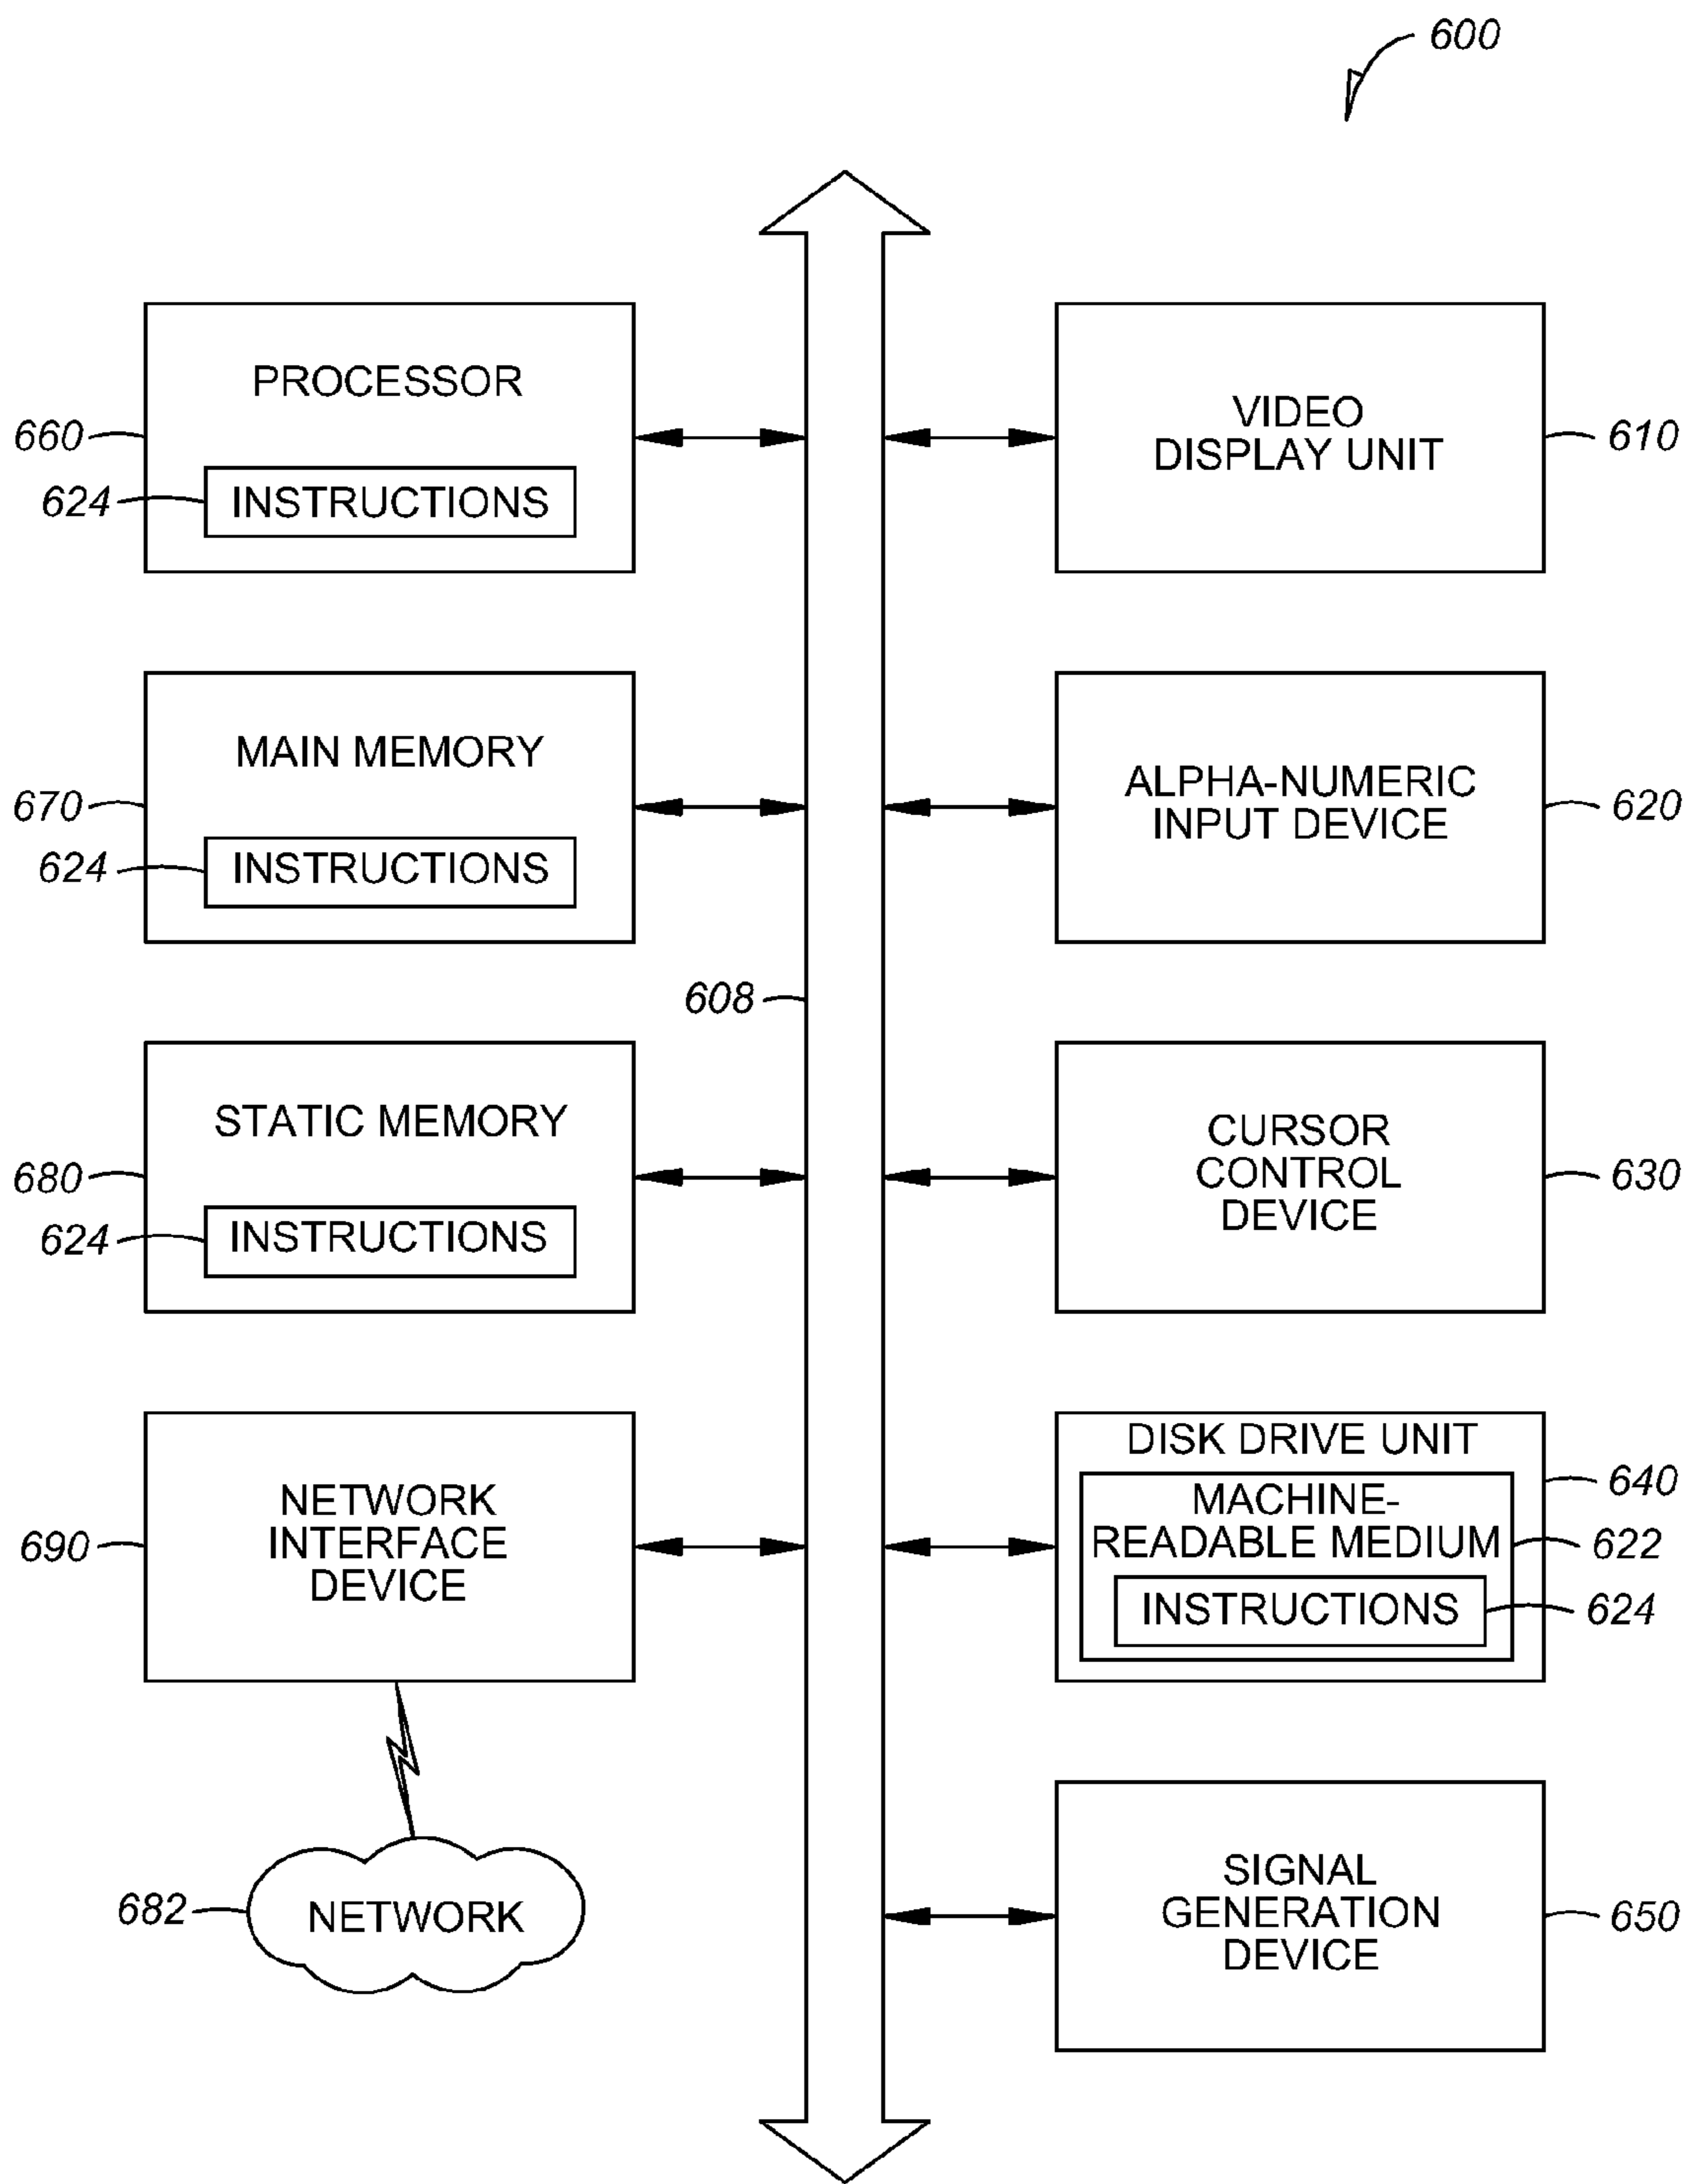 600
PROCESSOR
660
624
INSTRUCTIONS
VIDEO
DISPLAY UNIT
610
MAIN MEMORY
670
624
INSTRUCTIONS
ALPHA-NUMERIC
INPUT DEVICE
620
608
STATIC MEMORY
680
624
INSTRUCTIONS
CURSOR
CONTROL
DEVICE
630
NETWORK
INTERFACE
DEVICE
690
DISK DRIVE UNIT
640
MACHINE-
READABLE MEDIUM
622
INSTRUCTIONS
624
682
NETWORK
SIGNAL
GENERATION
DEVICE
650